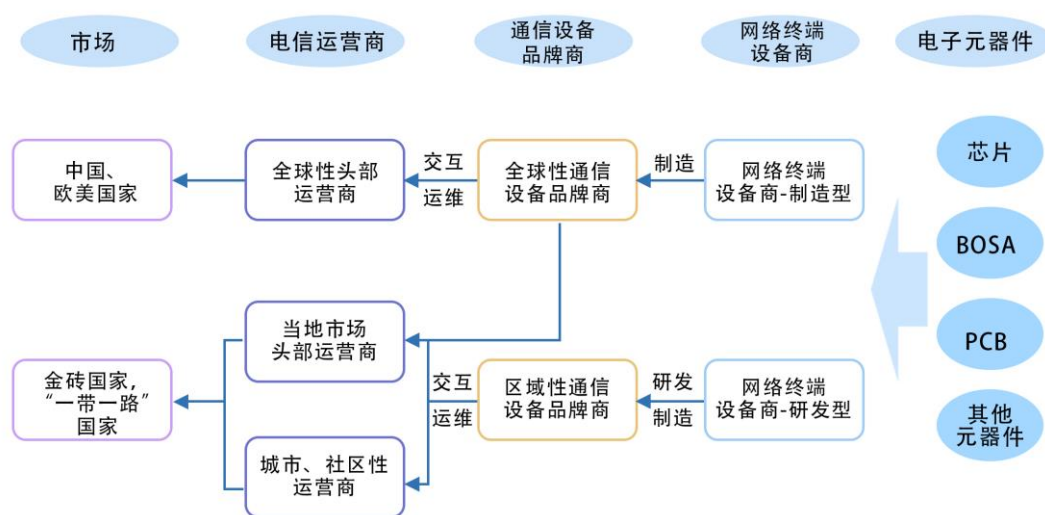 市场
电信运营商
通信设备
品牌商
网络终端
设备商
电子元器件
中国、
欧美国家
全球性头部
运营商
交互
运维
全球性通信
设备品牌商
制造
网络终端
设备商-制造型
芯片
BOSA
当地市场
头部运营商
PCB
金砖国家，
“一带一路”
国家
交互
运维
区域性通信
设备品牌商
研发
制造
网络终端
设备商-研发型
其他
元器件
城市、社区性
运营商